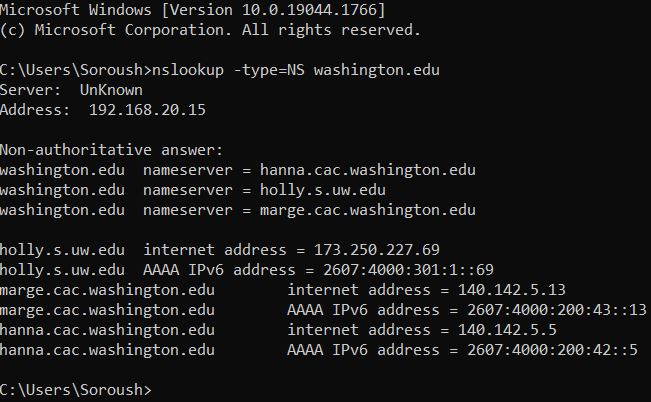 Microsoft Windows [Version 10.0.19044.1766]
(c) Microsoft Corporation. All rights reserved.
C:\Users\Soroush>nslookup -type=NS washington.edu
Server:  UnKnown
Address:  192.168.20.15
Non-authoritative answer:
washington.edu  nameserver = hanna.cac.washington.edu
washington.edu  nameserver = holly.s.uw.edu
washington.edu  nameserver = marge.cac.washington.edu
holly.s.uw.edu  internet address = 173.250.227.69
holly.s.uw.edu  AAAA IPv6 address = 2607:4000:301:1::69
marge.cac.washington.edu        internet address = 140.142.5.13
marge.cac.washington.edu        AAAA IPv6 address = 2607:4000:200:43::13
hanna.cac.washington.edu        internet address = 140.142.5.5
hanna.cac.washington.edu        AAAA IPv6 address = 2607:4000:200:42::5
C:\Users\Soroush>